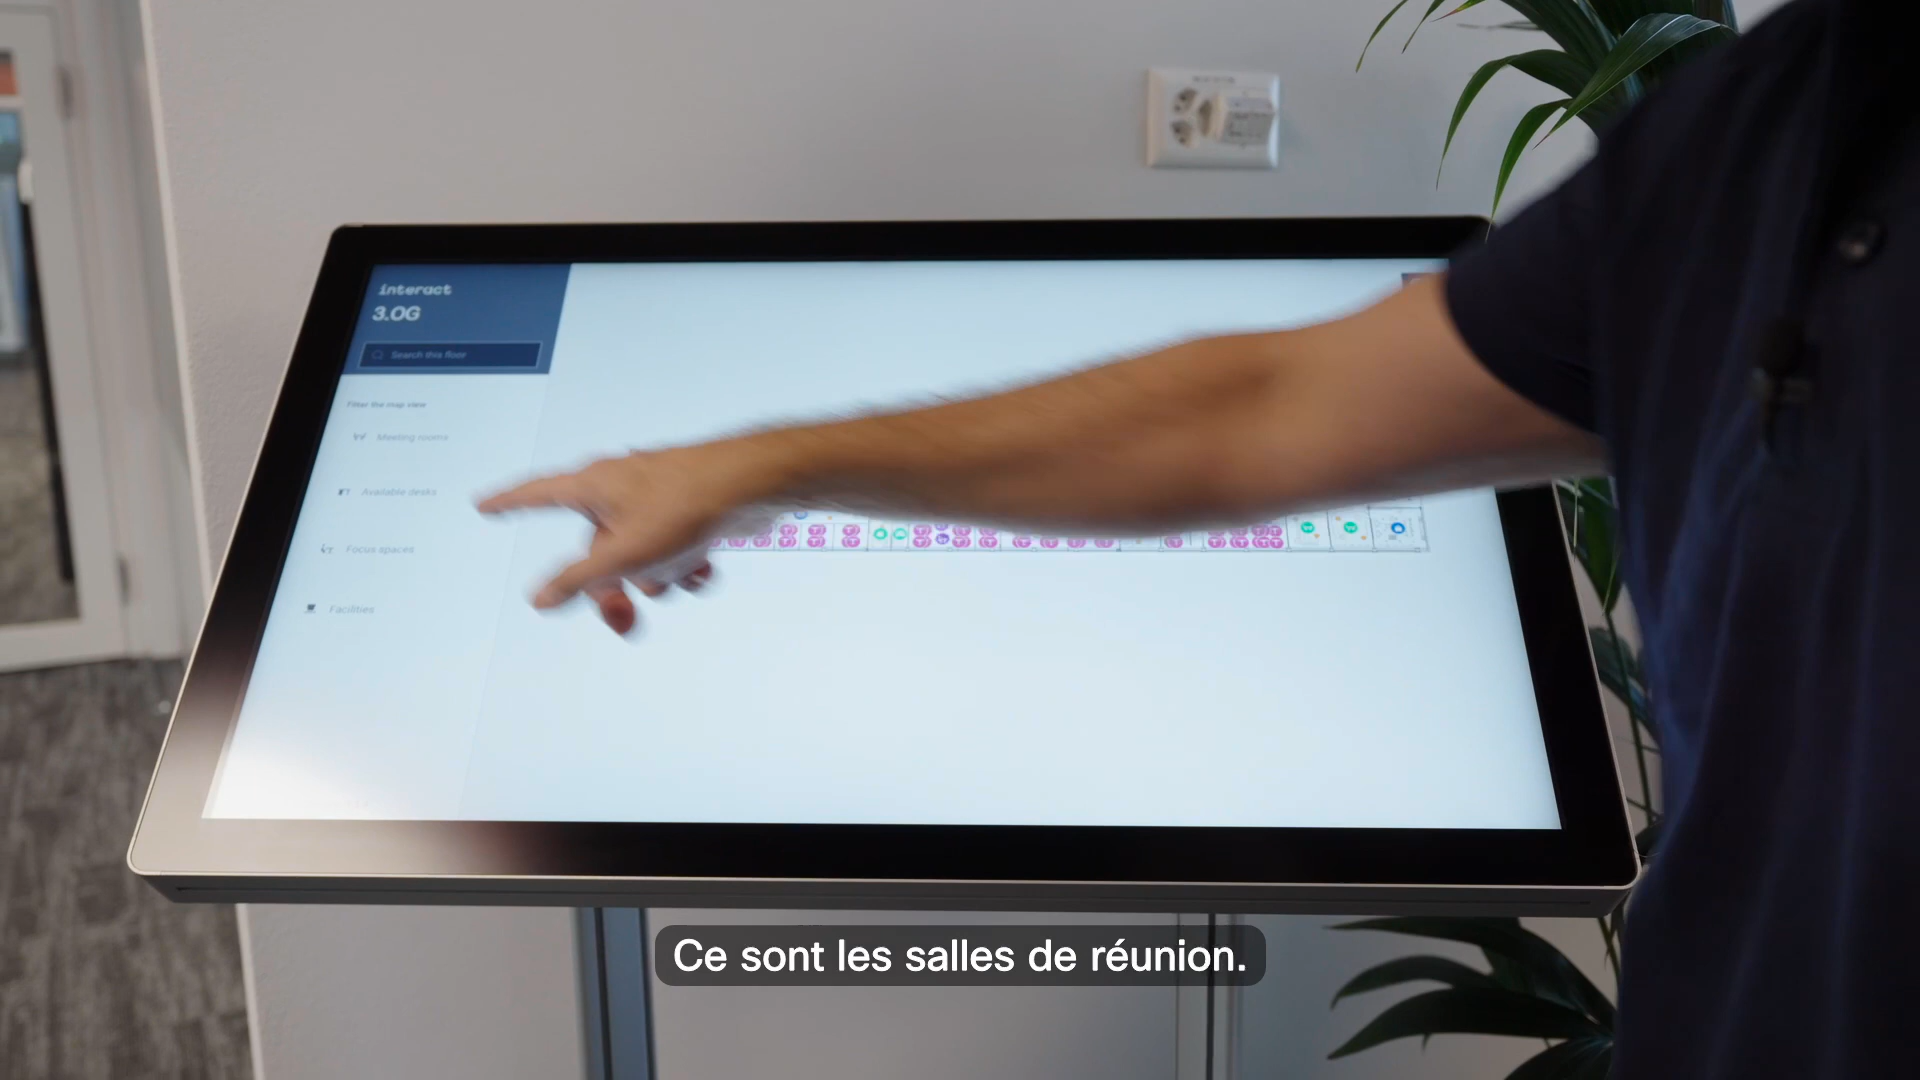 interact
3.OG
Search this floor
Filter the map view
Meeting rooms
Available desks
Focus spaces
Facilities
Ce sont les salles de réunion.